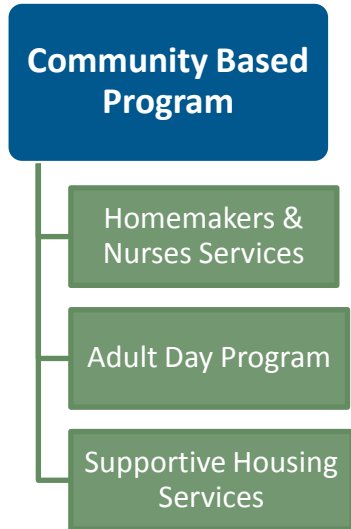 Community Based
Program
Homemakers &
Nurses Services
Adult Day Program
Supportive Housing
Services